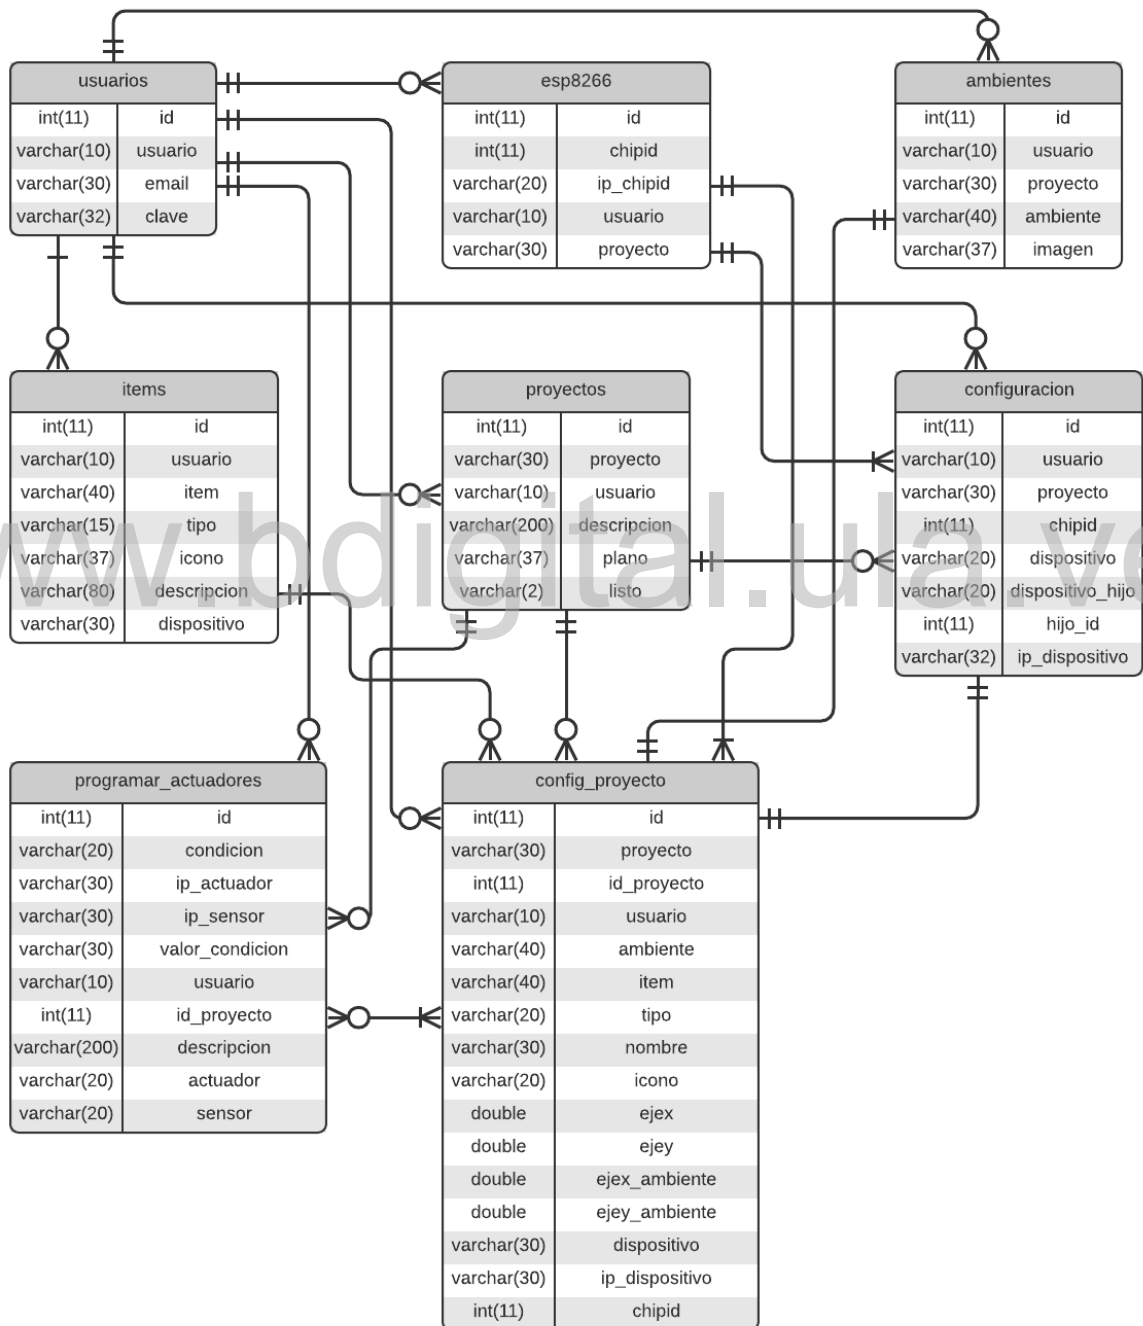 usuarios
int(11) id
varchar(10) usuario
varchar(30) email
varchar(32) clave
esp8266
int(11) id
int(11) chipid
varchar(20) ip_chipid
varchar(10) usuario
varchar(30) proyecto
ambientes
int(11) id
varchar(10) usuario
varchar(30) proyecto
varchar(40) ambiente
varchar(37) imagen
items
int(11) id
varchar(10) usuario
varchar(40) item
varchar(15) tipo
varchar(37) icono
varchar(80) descripcion
varchar(30) dispositivo
proyectos
int(11) id
varchar(30) proyecto
varchar(10) usuario
varchar(200) descripcion
varchar(37) plano
varchar(2) listo
configuracion
int(11) id
varchar(10) usuario
varchar(30) proyecto
int(11) chipid
varchar(20) dispositivo
varchar(20) dispositivo_hijo
int(11) hijo_id
varchar(32) ip_dispositivo
www.bdigital.ula.ve
programar_actuadores
int(11) id
varchar(20) condicion
varchar(30) ip_actuador
varchar(30) ip_sensor
varchar(30) valor_condicion
varchar(10) usuario
int(11) id_proyecto
varchar(200) descripcion
varchar(20) actuador
varchar(20) sensor
config_proyecto
int(11) id
varchar(30) proyecto
int(11) id_proyecto
varchar(10) usuario
varchar(40) ambiente
varchar(40) item
varchar(20) tipo
varchar(30) nombre
varchar(20) icono
double ejex
double ejey
double ejex_ambiente
double ejey_ambiente
varchar(30) dispositivo
varchar(30) ip_dispositivo
int(11) chipid